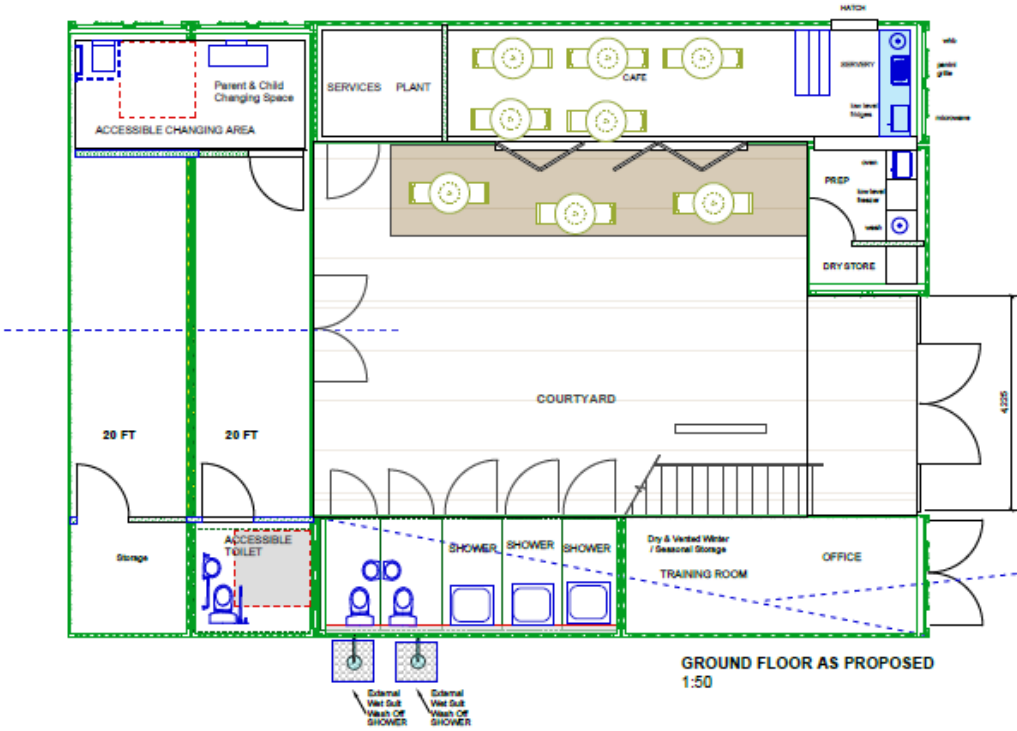 HATCH
whb
SERVERY
panini
grille
Parent & Child
Changing Space
SERVICES PLANT
CAFE
low level
fridges
microwave
ACCESSIBLE CHANGING AREA
oven
PREP
low level
freezer
wash
DRY STORE
COURTYARD
4,225
20 FT
20 FT
Storage
ACCESSIBLE
TOILET
SHOWER
SHOWER
SHOWER
Dry & Vented Winter
/ Seasonal Storage
TRAINING ROOM
OFFICE
External
Wet Suit
Wash Off
SHOWER
External
Wet Suit
Wash Off
SHOWER
GROUND FLOOR AS PROPOSED
1:50